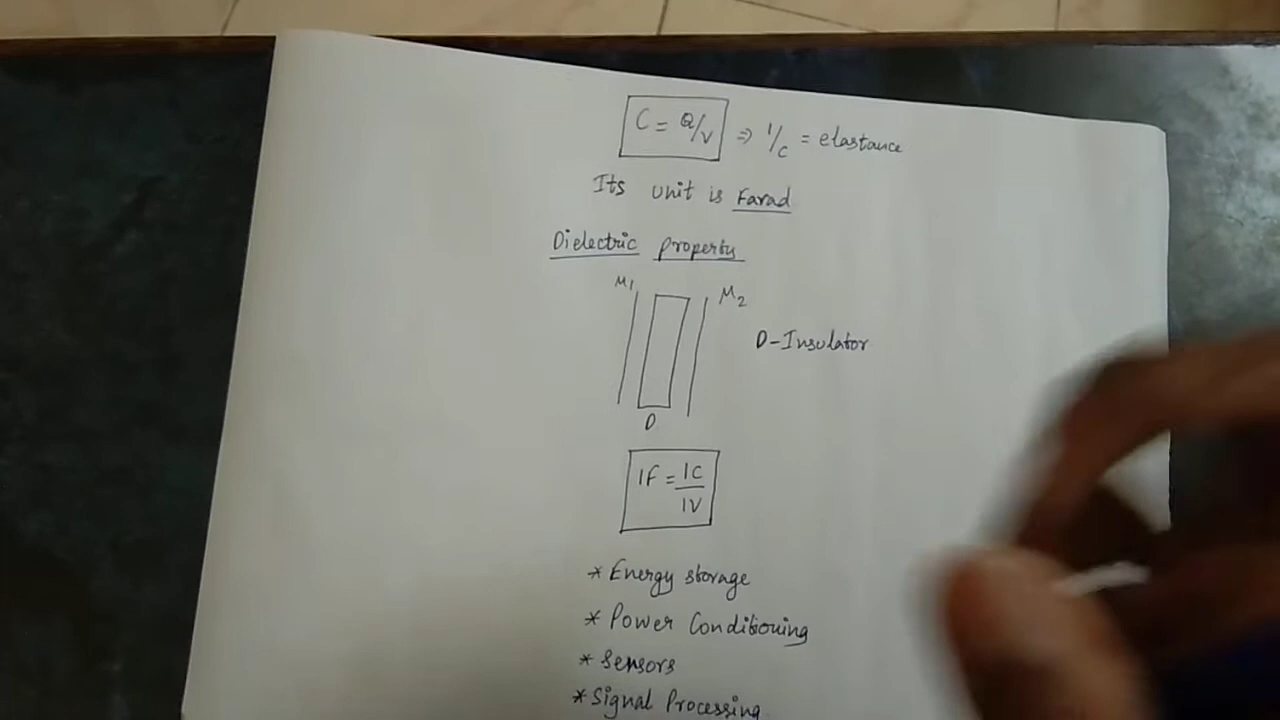 C = Q/V ⇒ 1/C = elastance
Its unit is Farad
Dielectric property
M1 M2
D-Insulator
D
1F = 1C/1V
* Energy storage
* Power Conditioning
* Sensors
* Signal Processing